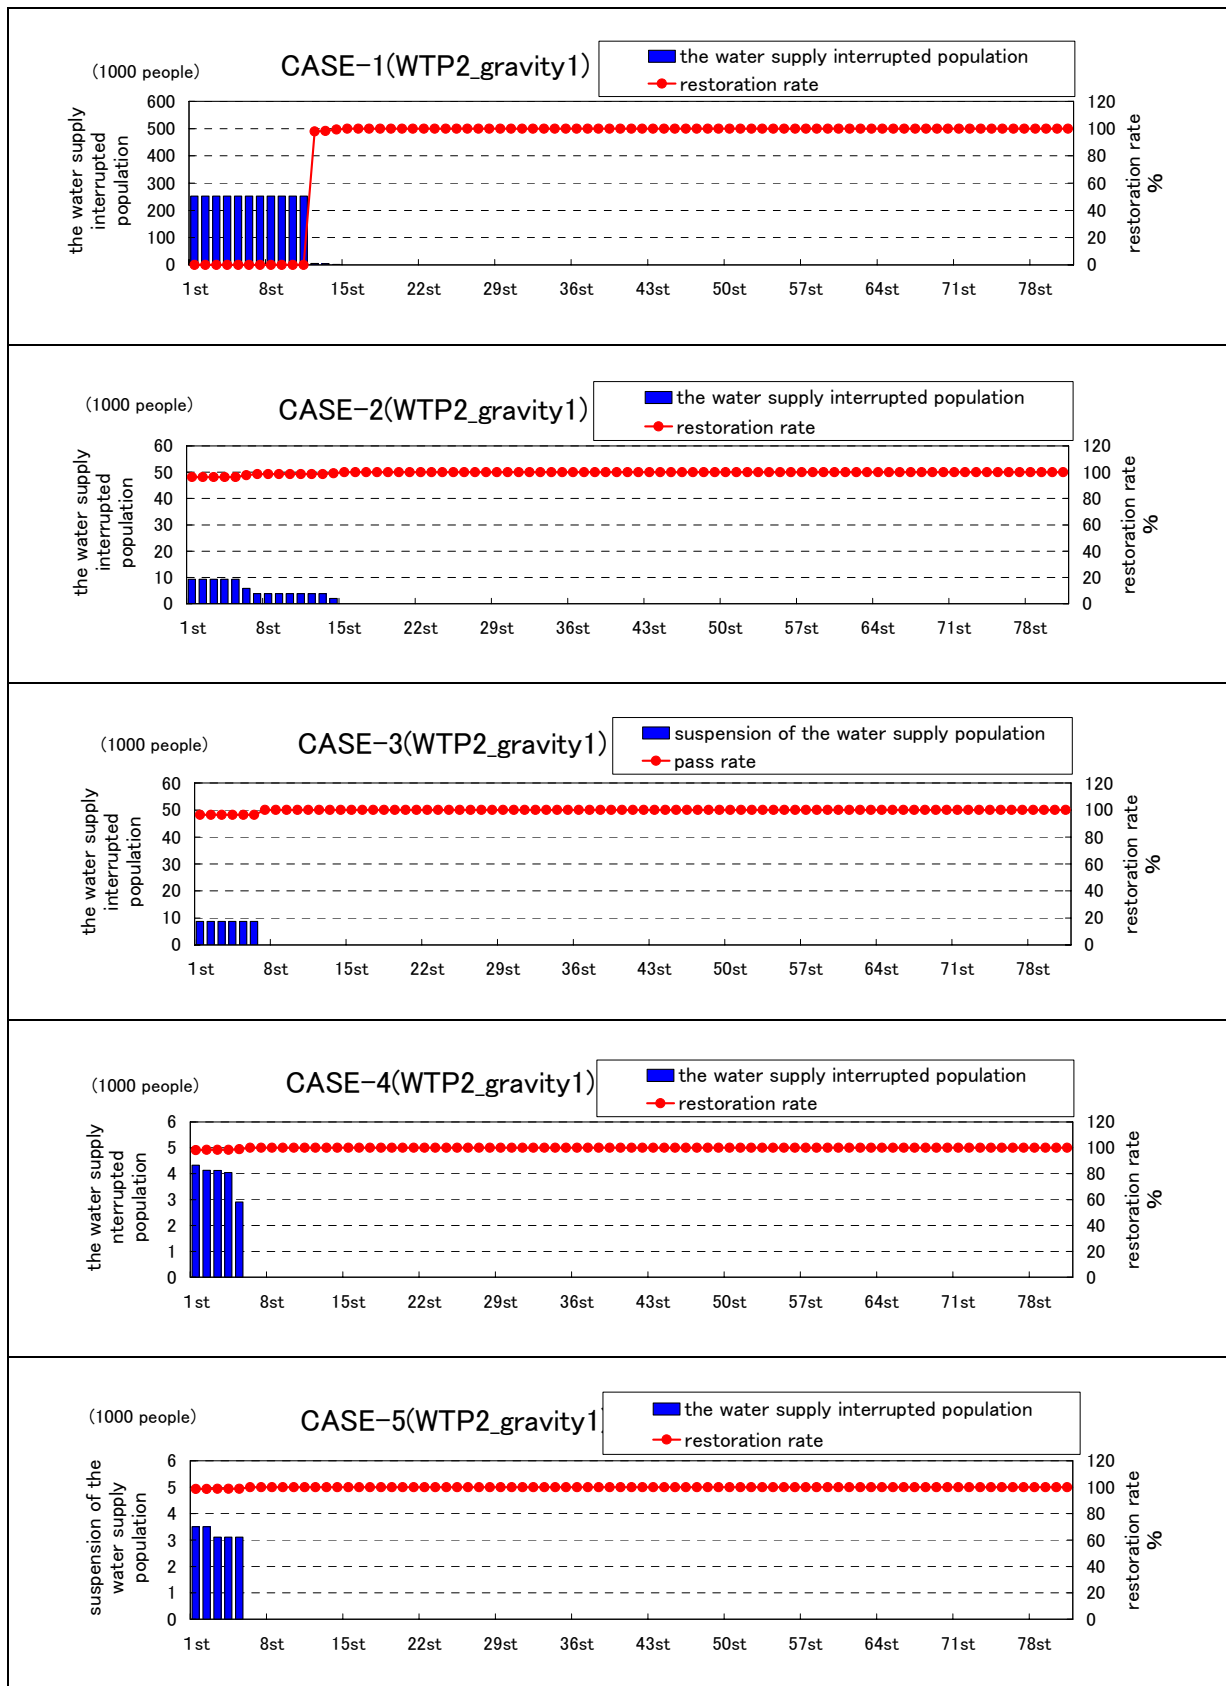 CASE-1(WTP2_gravity1)
(1000 people)
the water supply interrupted population
restoration rate
the water supply
interrupted
population
600
500
400
300
200
100
0
120
100
80
60
40
20
0
restoration rate
%
1st 8st 15st 22st 29st 36st 43st 50st 57st 64st 71st 78st
CASE-2(WTP2_gravity1)
(1000 people)
the water supply interrupted population
restoration rate
the water supply
interrupted
population
60
50
40
30
20
10
0
120
100
80
60
40
20
0
restoration rate
%
1st 8st 15st 22st 29st 36st 43st 50st 57st 64st 71st 78st
CASE-3(WTP2_gravity1)
(1000 people)
suspension of the water supply population
pass rate
the water supply
interrupted
population
60
50
40
30
20
10
0
120
100
80
60
40
20
0
restoration rate
%
1st 8st 15st 22st 29st 36st 43st 50st 57st 64st 71st 78st
CASE-4(WTP2_gravity1)
(1000 people)
the water supply interrupted population
restoration rate
the water supply
nterrupted
population
6
5
4
3
2
1
0
120
100
80
60
40
20
0
restoration rate
%
1st 8st 15st 22st 29st 36st 43st 50st 57st 64st 71st 78st
CASE-5(WTP2_gravity1)
(1000 people)
the water supply interrupted population
restoration rate
suspension of the
water supply
population
6
5
4
3
2
1
0
120
100
80
60
40
20
0
restoration rate
%
1st 8st 15st 22st 29st 36st 43st 50st 57st 64st 71st 78st